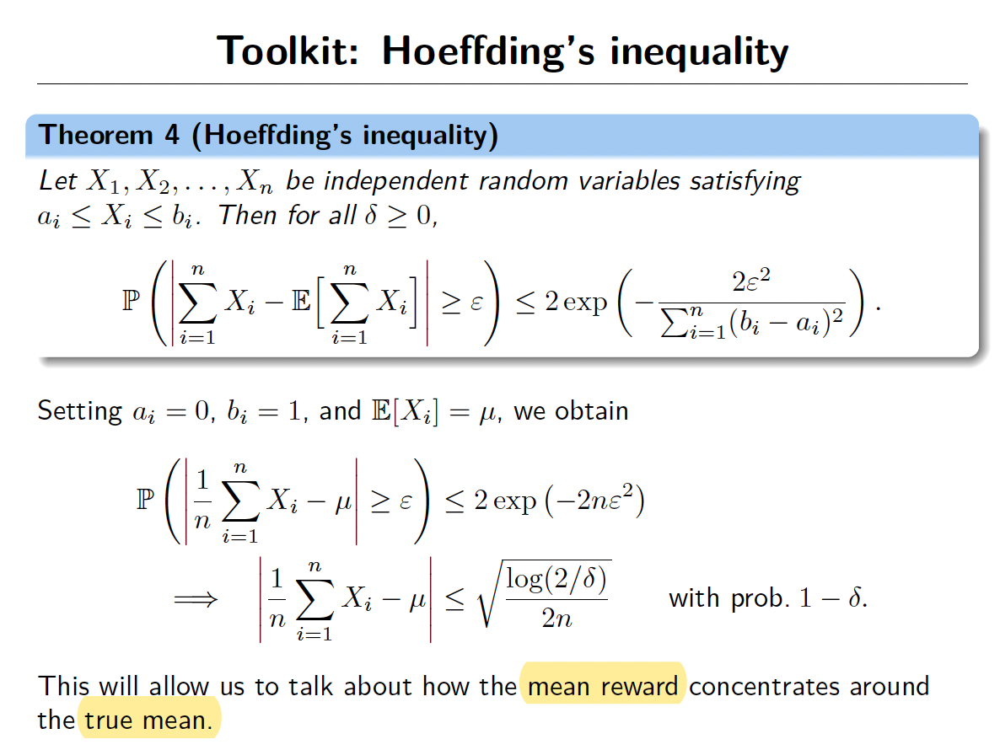 Toolkit: Hoeffding's inequality
Theorem 4 (Hoeffding's inequality)
Let $X_1, X_2, \ldots, X_n$ be independent random variables satisfying
$a_i \leq X_i \leq b_i$. Then for all $\delta \geq 0$,
$\mathbb{P}\left(\left|\sum_{i=1}^{n} X_i - \mathbb{E}\left[\sum_{i=1}^{n} X_i\right]\right| \geq \varepsilon\right) \leq 2\exp\left(-\frac{2\varepsilon^2}{\sum_{i=1}^{n}(b_i - a_i)^2}\right).$
Setting $a_i = 0$, $b_i = 1$, and $\mathbb{E}[X_i] = \mu$, we obtain
$\mathbb{P}\left(\left|\frac{1}{n}\sum_{i=1}^{n} X_i - \mu\right| \geq \varepsilon\right) \leq 2\exp\left(-2n\varepsilon^2\right)$
$\Longrightarrow \left|\frac{1}{n}\sum_{i=1}^{n} X_i - \mu\right| \leq \sqrt{\frac{\log(2/\delta)}{2n}}$ with prob. $1 - \delta$.
This will allow us to talk about how the mean reward concentrates around
the true mean.